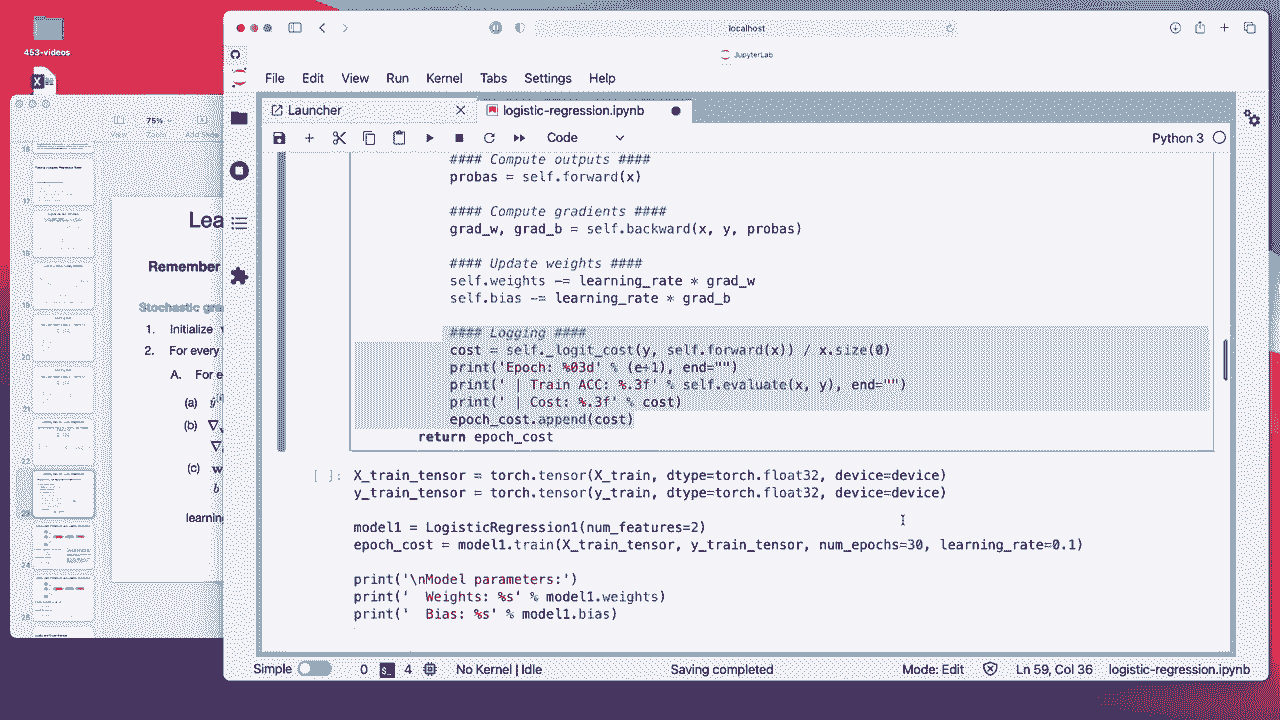 453-videos
75%
Lea
Remember
Stochastic gra
1. Initialize
2. For every
A. For e
(a)
(b)
(c)
learning
localhost
JupyterLab
File Edit View Run Kernel Tabs Settings Help
Launcher
logistic-regression.ipynb
Code
Python 3
#### Compute outputs ####
probas = self.forward(x)
#### Compute gradients ####
grad_w, grad_b = self.backward(x, y, probas)
#### Update weights ####
self.weights -= learning_rate * grad_w
self.bias -= learning_rate * grad_b
#### Logging ####
cost = self._logit_cost(y, self.forward(x)) / x.size(0)
print('Epoch: %03d' % (e+1), end="")
print(' | Train ACC: %.3f' % self.evaluate(x, y), end="")
print(' | Cost: %.3f' % cost)
epoch_cost.append(cost)
return epoch_cost
[ ]: X_train_tensor = torch.tensor(X_train, dtype=torch.float32, device=device)
y_train_tensor = torch.tensor(y_train, dtype=torch.float32, device=device)
model1 = LogisticRegression1(num_features=2)
epoch_cost = model1.train(X_train_tensor, y_train_tensor, num_epochs=30, learning_rate=0.1)
print('\nModel parameters:')
print('  Weights: %s' % model1.weights)
print('  Bias: %s' % model1.bias)
Simple 0 4 No Kernel | Idle Saving completed Mode: Edit Ln 59, Col 36 logistic-regression.ipynb